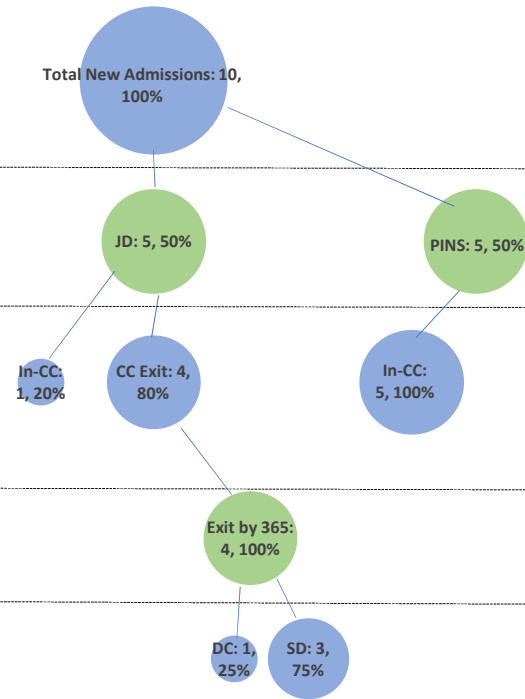 Total New Admissions: 10,
100%
JD: 5, 50%
PINS: 5, 50%
In-CC:
1, 20%
CC Exit: 4,
80%
In-CC:
5, 100%
Exit by 365:
4, 100%
DC: 1,
25%
SD: 3,
75%